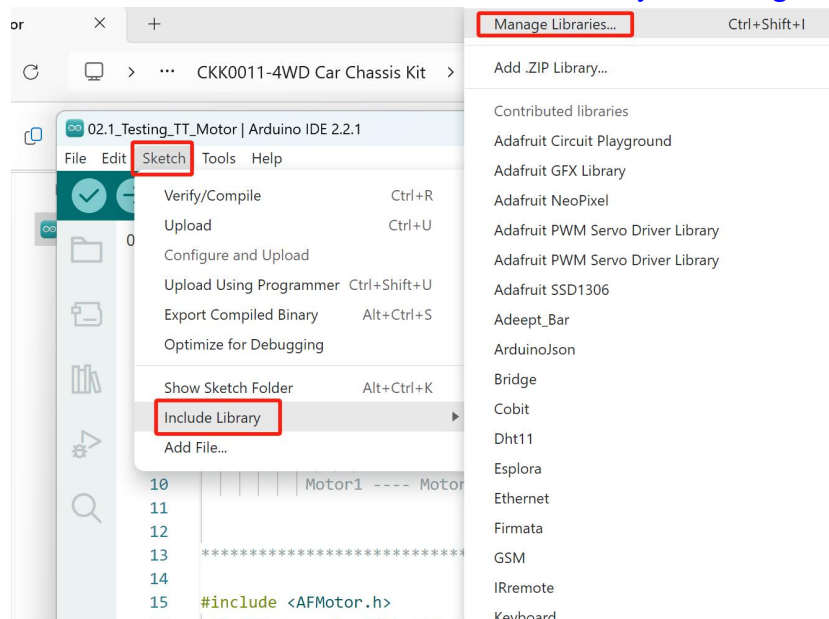 or
CKK0011-4WD Car Chassis Kit
02.1_Testing_TT_Motor | Arduino IDE 2.2.1
File Edit Sketch Tools Help
Verify/Compile Ctrl+R
Upload Ctrl+U
Configure and Upload
Upload Using Programmer Ctrl+Shift+U
Export Compiled Binary Alt+Ctrl+S
Optimize for Debugging
Show Sketch Folder Alt+Ctrl+K
Include Library
Add File...
10 Motor1 ---- Motor
11
12
13 ****************************
14
15 #include <AFMotor.h>
Manage Libraries... Ctrl+Shift+I
Add .ZIP Library...
Contributed libraries
Adafruit Circuit Playground
Adafruit GFX Library
Adafruit NeoPixel
Adafruit PWM Servo Driver Library
Adafruit PWM Servo Driver Library
Adafruit SSD1306
Adeept_Bar
ArduinoJson
Bridge
Cobit
Dht11
Esplora
Ethernet
Firmata
GSM
IRremote
Keyboard